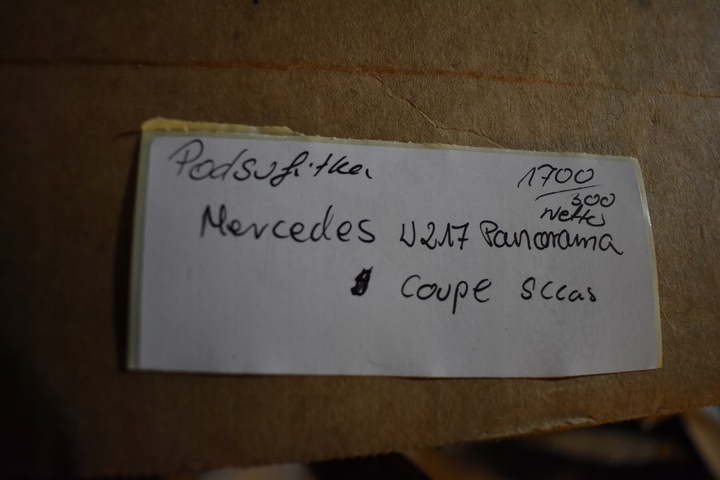 Podsufitka 1700
300
netto
Mercedes W217 Panorama
Coupe